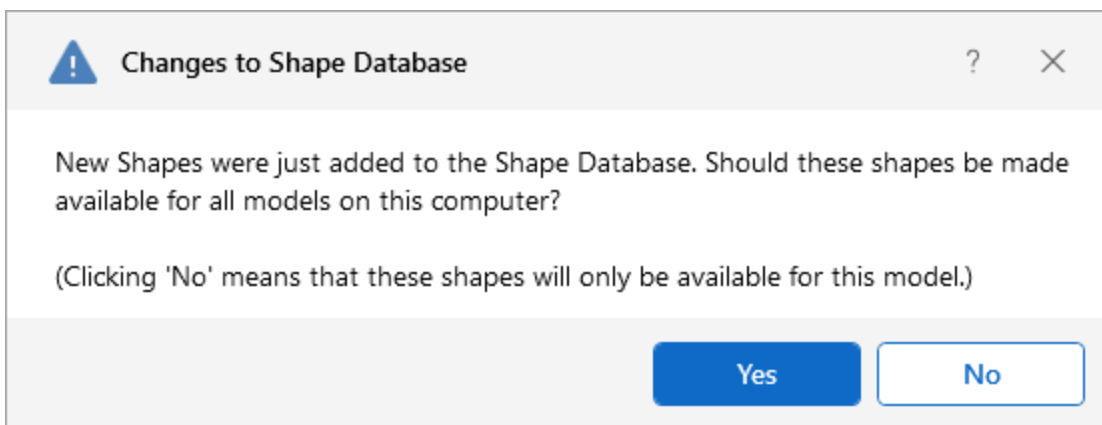 Changes to Shape Database
?
New Shapes were just added to the Shape Database. Should these shapes be made
available for all models on this computer?
(Clicking 'No' means that these shapes will only be available for this model.)
Yes
No